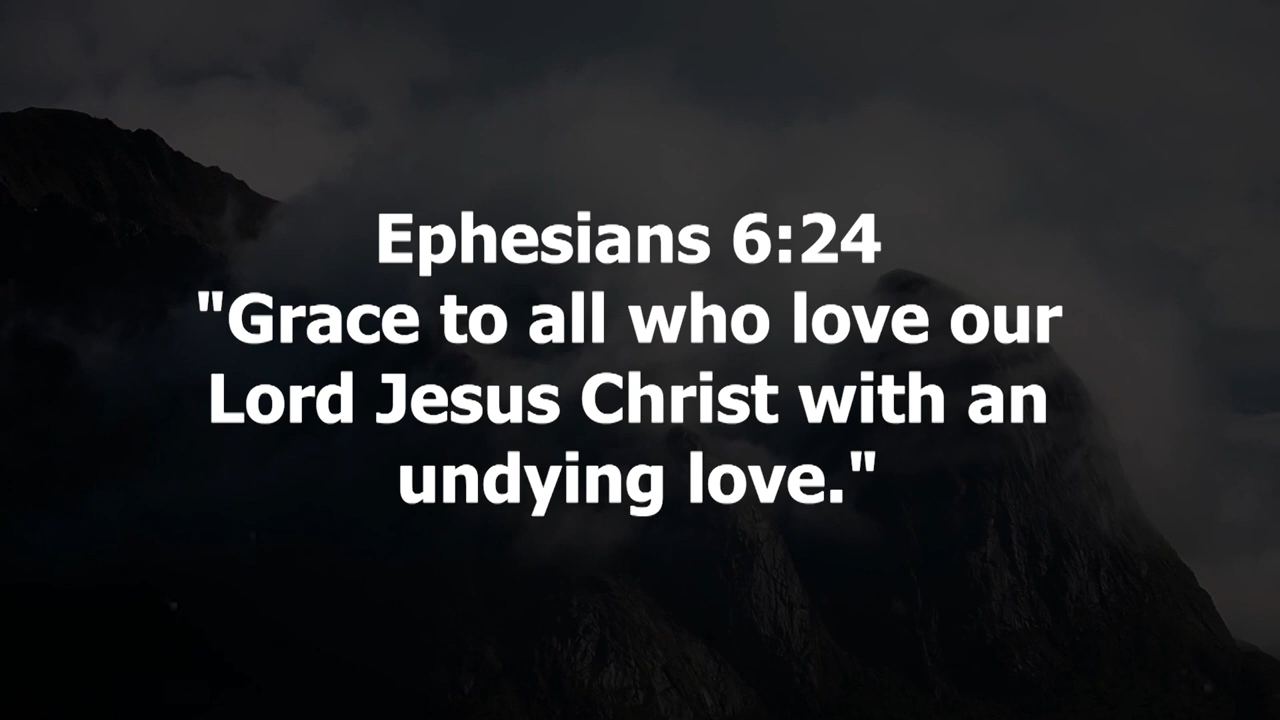 Ephesians 6:24
"Grace to all who love our
Lord Jesus Christ with an
undying love."